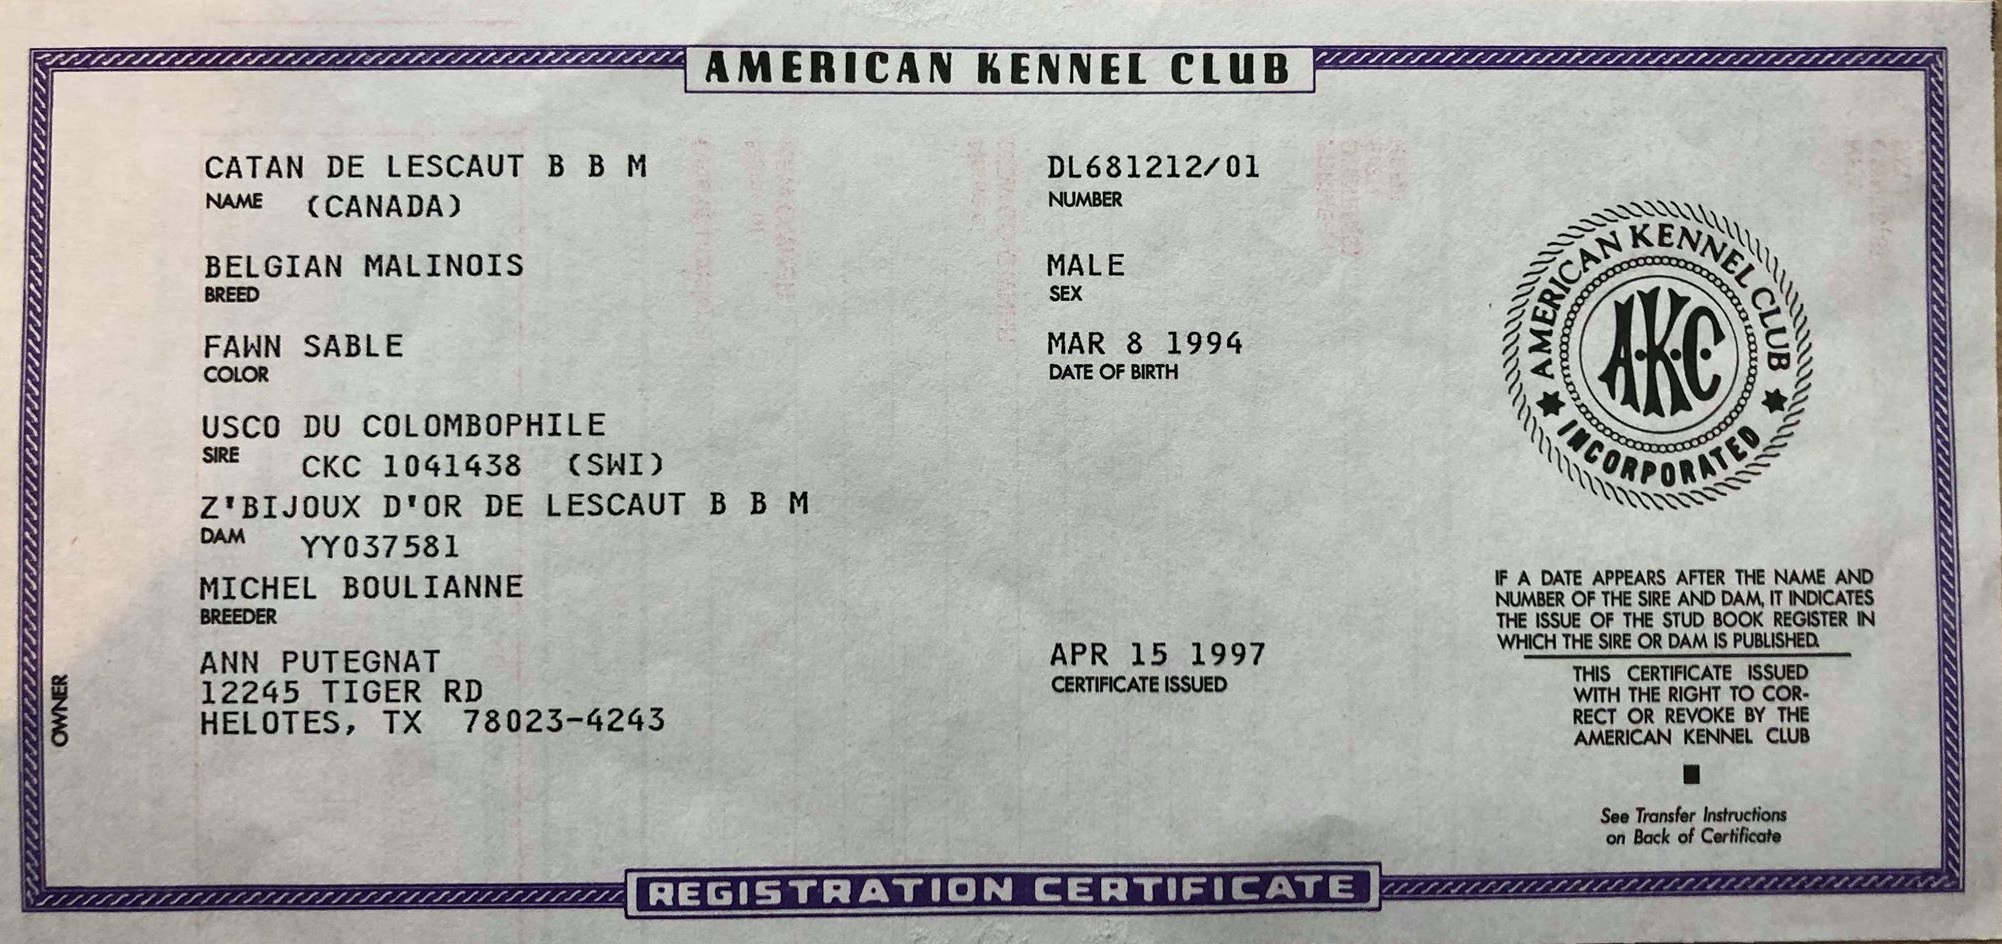 AMERICAN KENNEL CLUB
CATAN DE LESCAUT B B M
NAME (CANADA)
DL681212/01
NUMBER
BELGIAN MALINOIS
BREED
MALE
SEX
FAWN SABLE
COLOR
MAR 8 1994
DATE OF BIRTH
USCO DU COLOMBOPHILE
SIRE CKC 1041438 (SWI)
Z'BIJOUX D'OR DE LESCAUT B B M
DAM YY037581
MICHEL BOULIANNE
BREEDER
OWNER
ANN PUTEGNAT
12245 TIGER RD
HELOTES, TX 78023-4243
APR 15 1997
CERTIFICATE ISSUED
AMERICAN KENNEL CLUB
A·K·C·
INCORPORATED
IF A DATE APPEARS AFTER THE NAME AND
NUMBER OF THE SIRE AND DAM, IT INDICATES
THE ISSUE OF THE STUD BOOK REGISTER IN
WHICH THE SIRE OR DAM IS PUBLISHED.
THIS CERTIFICATE ISSUED
WITH THE RIGHT TO COR-
RECT OR REVOKE BY THE
AMERICAN KENNEL CLUB
See Transfer Instructions
on Back of Certificate
REGISTRATION CERTIFICATE